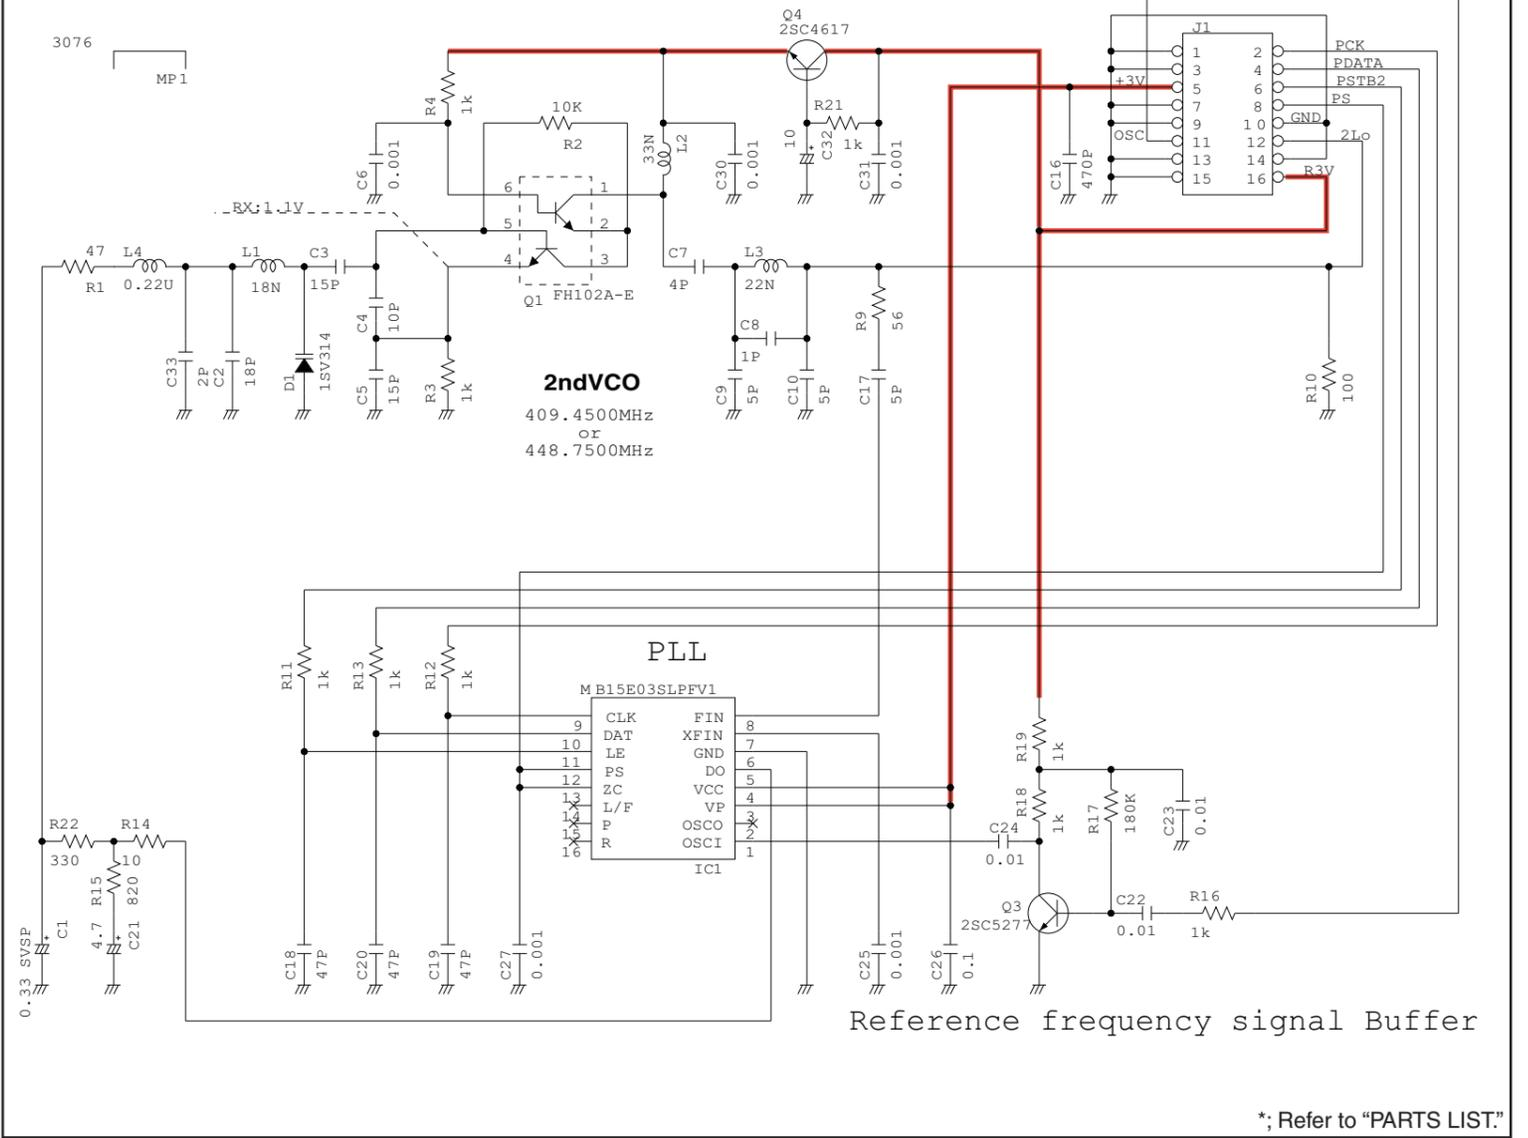 3076
MP1
Q4
2SC4617
J1
1
2
PCK
3
4
PDATA
+3V
5
6
PSTB2
7
8
PS
9
10
GND
OSC
11
12
2Lo
13
14
15
16
R3V
R4
1k
10K
R2
33N
L2
C6
0.001
C30
0.001
10
C32
R21
1k
C31
0.001
C16
470P
RX:1.1V
6
5
4
1
2
3
Q1
FH102A-E
47
R1
L4
0.22U
L1
18N
C3
15P
C7
4P
L3
22N
C4
10P
C8
1P
R9
56
C33
2P
C2
18P
D1
1SV314
C5
15P
R3
1k
C9
5P
C10
5P
C17
5P
R10
100
2ndVCO
409.4500MHz
or
448.7500MHz
PLL
MB15E03SLPFV1
R11
1k
R13
1k
R12
1k
CLK
FIN
9
8
DAT
XFIN
10
7
LE
GND
11
6
PS
DO
12
5
ZC
VCC
13
4
L/F
VP
14
3
P
OSCO
15
2
R
OSCI
16
1
IC1
R19
1k
R18
1k
R17
180K
C23
0.01
C24
0.01
R22
330
R14
10
R15
820
4.7
C21
C1
0.33 SVSP
C18
47P
C20
47P
C19
47P
C27
0.001
C25
0.001
C26
0.1
Q3
2SC5277
C22
0.01
R16
1k
Reference frequency signal Buffer
*; Refer to “PARTS LIST.”